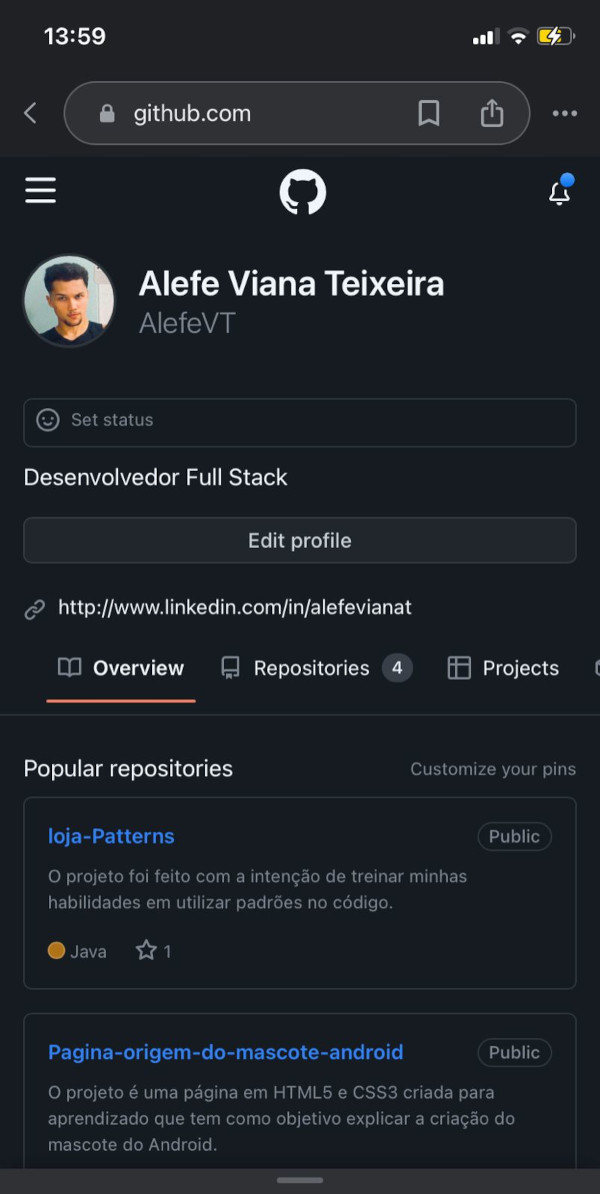 13:59
github.com
Alefe Viana Teixeira
AlefeVT
Set status
Desenvolvedor Full Stack
Edit profile
http://www.linkedin.com/in/alefevianat
Overview Repositories 4 Projects
Popular repositories Customize your pins
loja-Patterns Public
O projeto foi feito com a intenção de treinar minhas
habilidades em utilizar padrões no código.
Java 1
Pagina-origem-do-mascote-android Public
O projeto é uma página em HTML5 e CSS3 criada para
aprendizado que tem como objetivo explicar a criação do
mascote do Android.